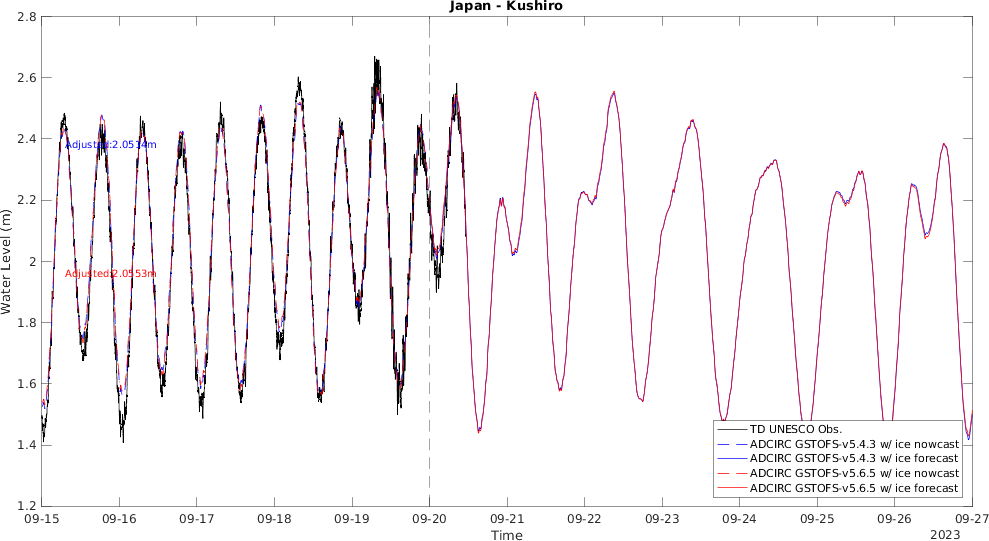 Japan - Kushiro
2.8
2.6
2.4
2.2
2
1.8
1.6
1.4
1.2
Water Level (m)
Adjusted:2.0514m
Adjusted:2.0553m
TD UNESCO Obs.
ADCIRC GSTOFS-v5.4.3 w/ ice nowcast
ADCIRC GSTOFS-v5.4.3 w/ ice forecast
ADCIRC GSTOFS-v5.6.5 w/ ice nowcast
ADCIRC GSTOFS-v5.6.5 w/ ice forecast
09-15 09-16 09-17 09-18 09-19 09-20 09-21 09-22 09-23 09-24 09-25 09-26 09-27
Time
2023